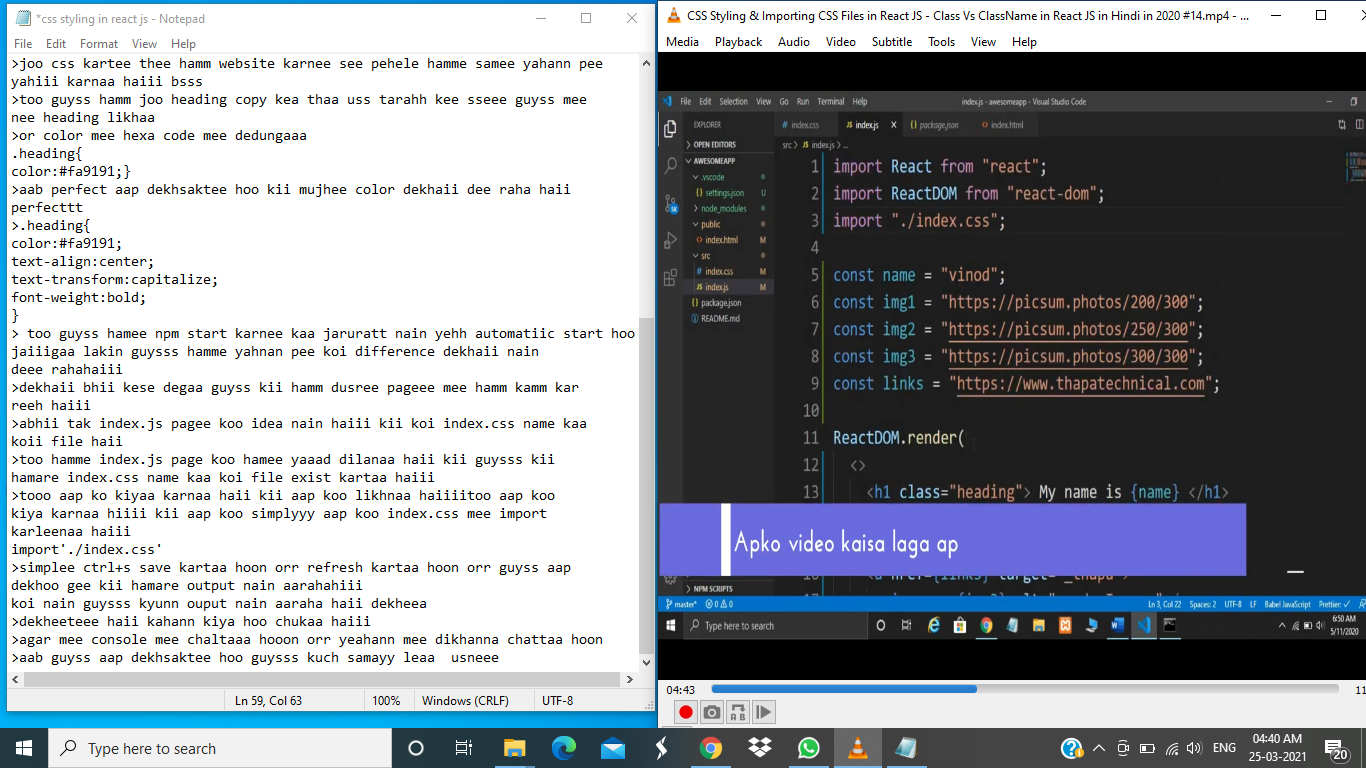 *css styling in react js - Notepad
File Edit Format View Help
>joo css kartee thee hamm website karnee see pehele hamme samee yahann pee
yahiii karnaa haiii bsss
>too guyss hamm joo heading copy kea thaa uss tarahh kee sseee guyss mee
nee heading likhaa
>or color mee hexa code mee dedungaaa
.heading{
color:#fa9191;}
>aab perfect aap dekhsaktee hoo kii mujhee color dekhaii dee raha haii
perfecttt
>.heading{
color:#fa9191;
text-align:center;
text-transform:capitalize;
font-weight:bold;
}
> too guyss hamee npm start karnee kaa jaruratt nain yehh automatiic start hoo
jaiiigaa lakin guysss hamme yahnan pee koi difference dekhaii nain
deee rahahaiii
>dekhaii bhii kese degaa guyss kii hamm dusree pageee mee hamm kamm kar
reeh haiii
>abhii tak index.js pagee koo idea nain haiii kii koi index.css name kaa
koii file haii
>too hamme index.js page koo hamee yaaad dilanaa haii kii guysss kii
hamare index.css name kaa koi file exist kartaa haiii
>tooo aap ko kiyaa karnaa haii kii aap koo likhnaa haiiiitoo aap koo
kiya karnaa hiiii kii aap koo simplyyy aap koo index.css mee import
karleenaa haiii
import'./index.css'
>simplee ctrl+s save kartaa hoon orr refresh kartaa hoon orr guyss aap
dekhoo gee kii hamare output nain aarahahiii
koi nain guysss kyunn ouput nain aaraha haii dekheea
>dekheeteee haii kahann kiya hoo chukaa haiii
>agar mee console mee chaltaaa hooon orr yeahann mee dikhanna chattaa hoon
>aab guyss aap dekhsaktee hoo guysss kuch samayy leaa  usneee
Ln 59, Col 63 100% Windows (CRLF) UTF-8
CSS Styling & Importing CSS Files in React JS - Class Vs ClassName in React JS in Hindi in 2020 #14.mp4 - ...
Media Playback Audio Video Subtitle Tools View Help
File Edit Selection View Go Run Terminal Help index.js - awesomeapp - Visual Studio Code
EXPLORER
OPEN EDITORS
AWESOMEAPP
.vscode
settings.json U
node_modules
public
index.html M
src
index.css M
index.js M
package.json
README.md
NPM SCRIPTS
index.css index.js package.json index.html
src > index.js > ...
1 import React from "react";
2 import ReactDOM from "react-dom";
3 import "./index.css";
4
5 const name = "vinod";
6 const img1 = "https://picsum.photos/200/300";
7 const img2 = "https://picsum.photos/250/300";
8 const img3 = "https://picsum.photos/300/300";
9 const links = "https://www.thapatechnical.com";
10
11 ReactDOM.render(
12 <>
13 <h1 class="heading"> My name is {name} </h1>
Apko video kaisa laga ap
master* 0 0 Ln 3, Col 22 Spaces: 2 UTF-8 LF Babel JavaScript Prettier: ✓
Type here to search
6:50 AM
5/11/2020
04:43
Type here to search
ENG
04:40 AM
25-03-2021
20